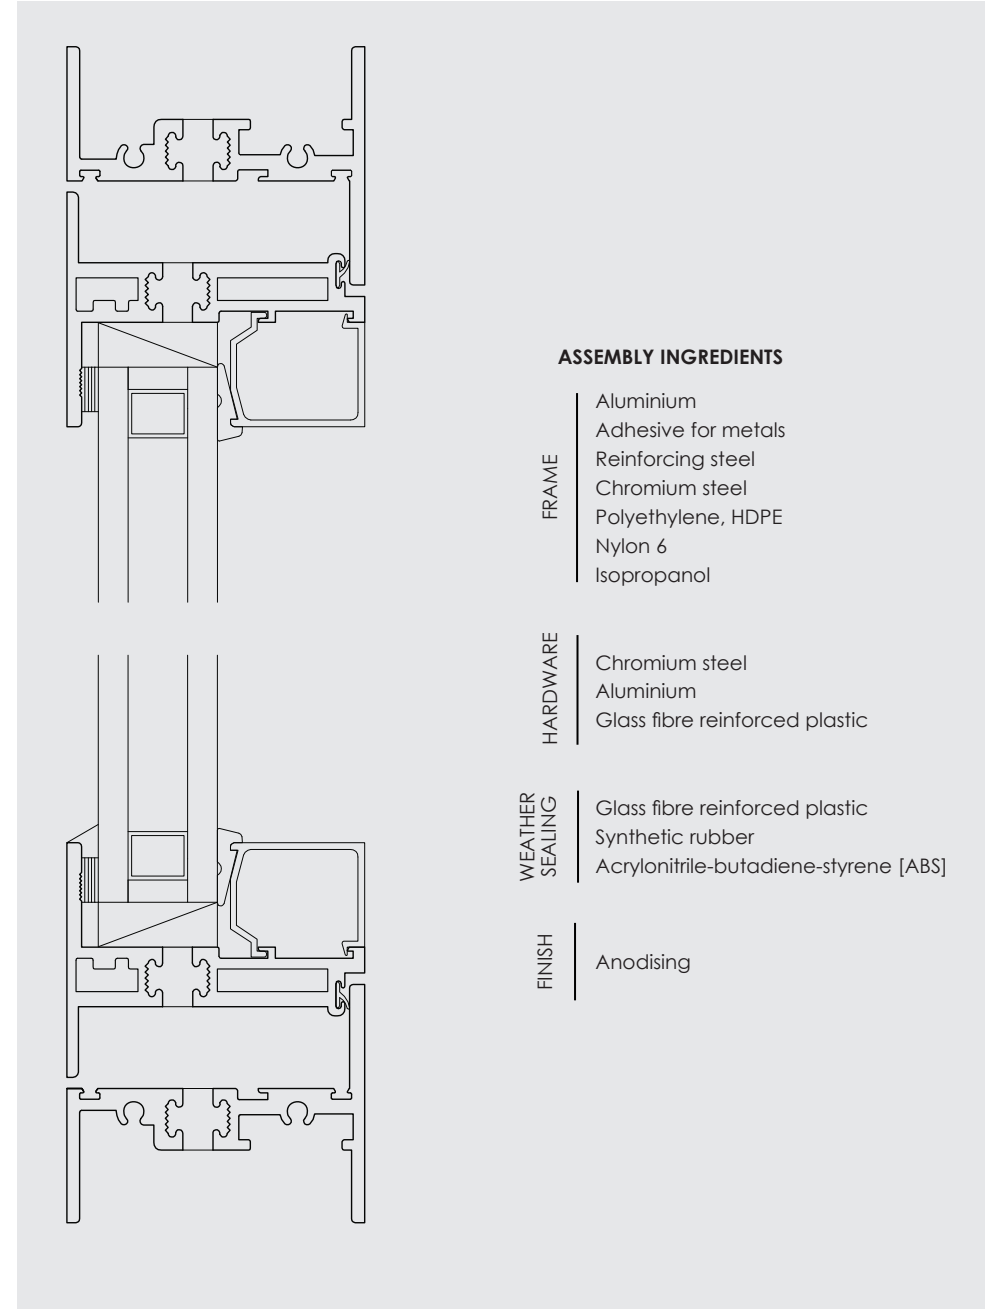 ASSEMBLY INGREDIENTS
FRAME
Aluminium
Adhesive for metals
Reinforcing steel
Chromium steel
Polyethylene, HDPE
Nylon 6
Isopropanol
HARDWARE
Chromium steel
Aluminium
Glass fibre reinforced plastic
WEATHER
SEALING
Glass fibre reinforced plastic
Synthetic rubber
Acrylonitrile-butadiene-styrene [ABS]
FINISH
Anodising